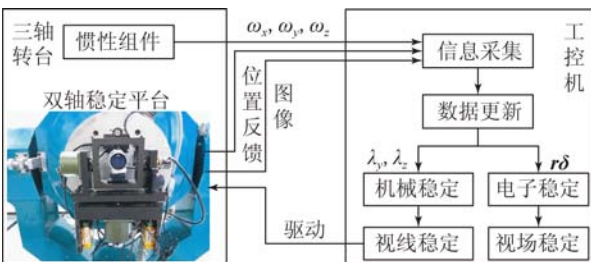 三轴
转台
惯性组件
双轴稳定平台
ωx, ωy, ωz
位置反馈
图像
驱动
工控机
信息采集
数据更新
λy, λz
rδ
机械稳定
电子稳定
视线稳定
视场稳定